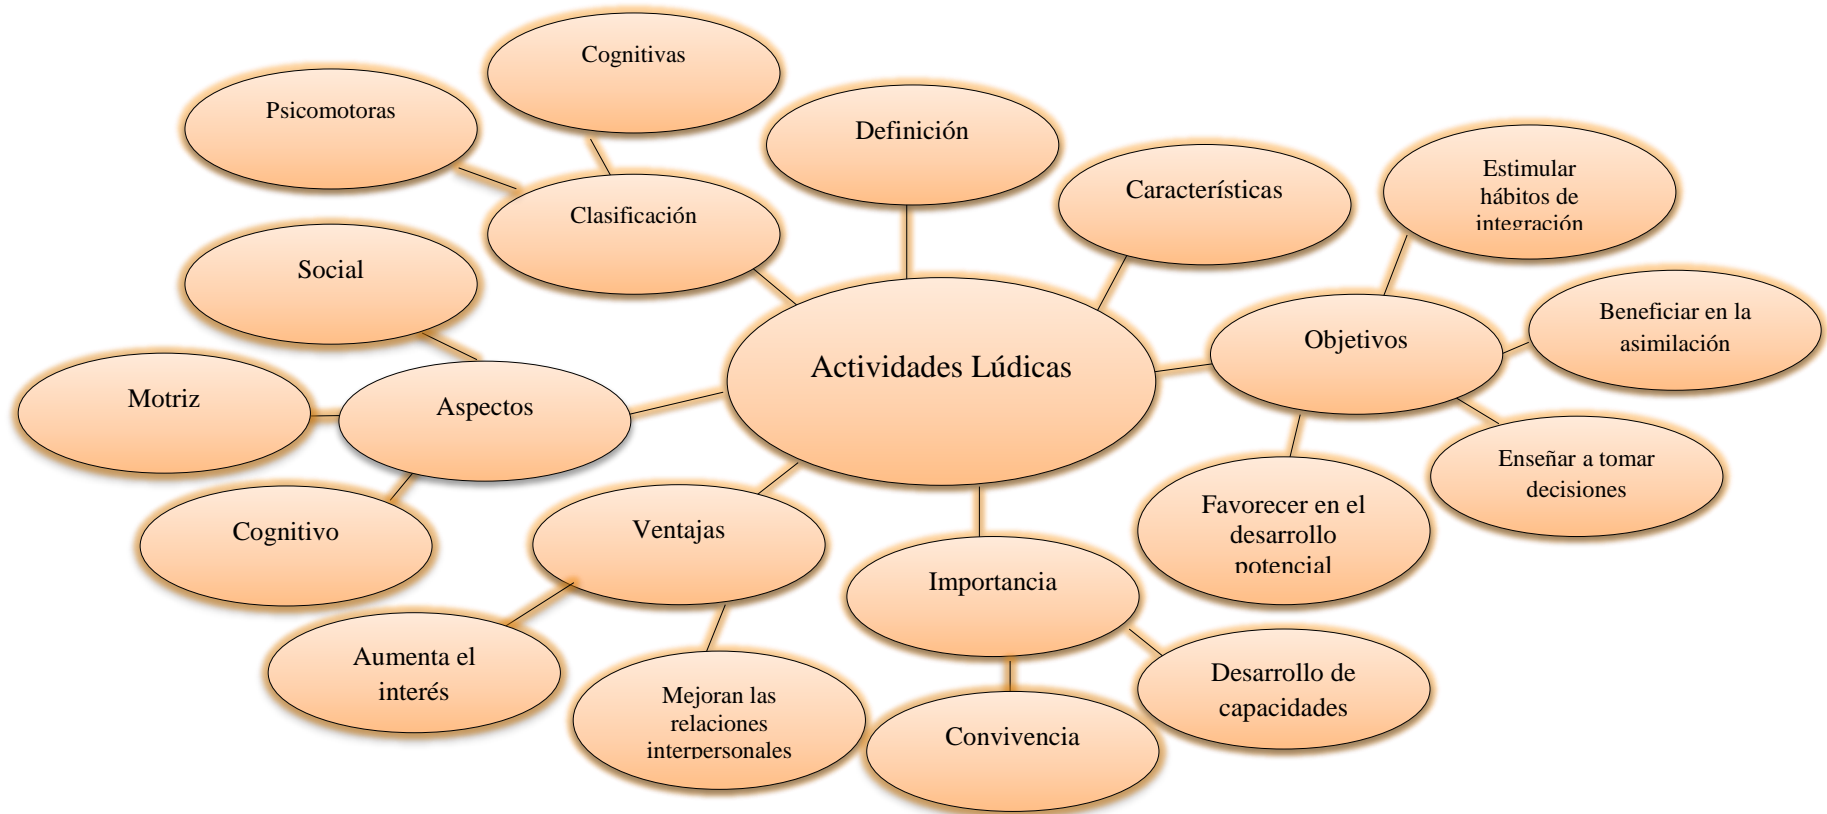 Cognitivas
Psicomotoras
Definición
Clasificación
Características
Estimular
hábitos de
integración
Social
Objetivos
Beneficiar en la
asimilación
Actividades Lúdicas
Motriz
Aspectos
Enseñar a tomar
decisiones
Favorecer en el
desarrollo
potencial
Cognitivo
Ventajas
Importancia
Aumenta el
interés
Mejoran las
relaciones
interpersonales
Convivencia
Desarrollo de
capacidades